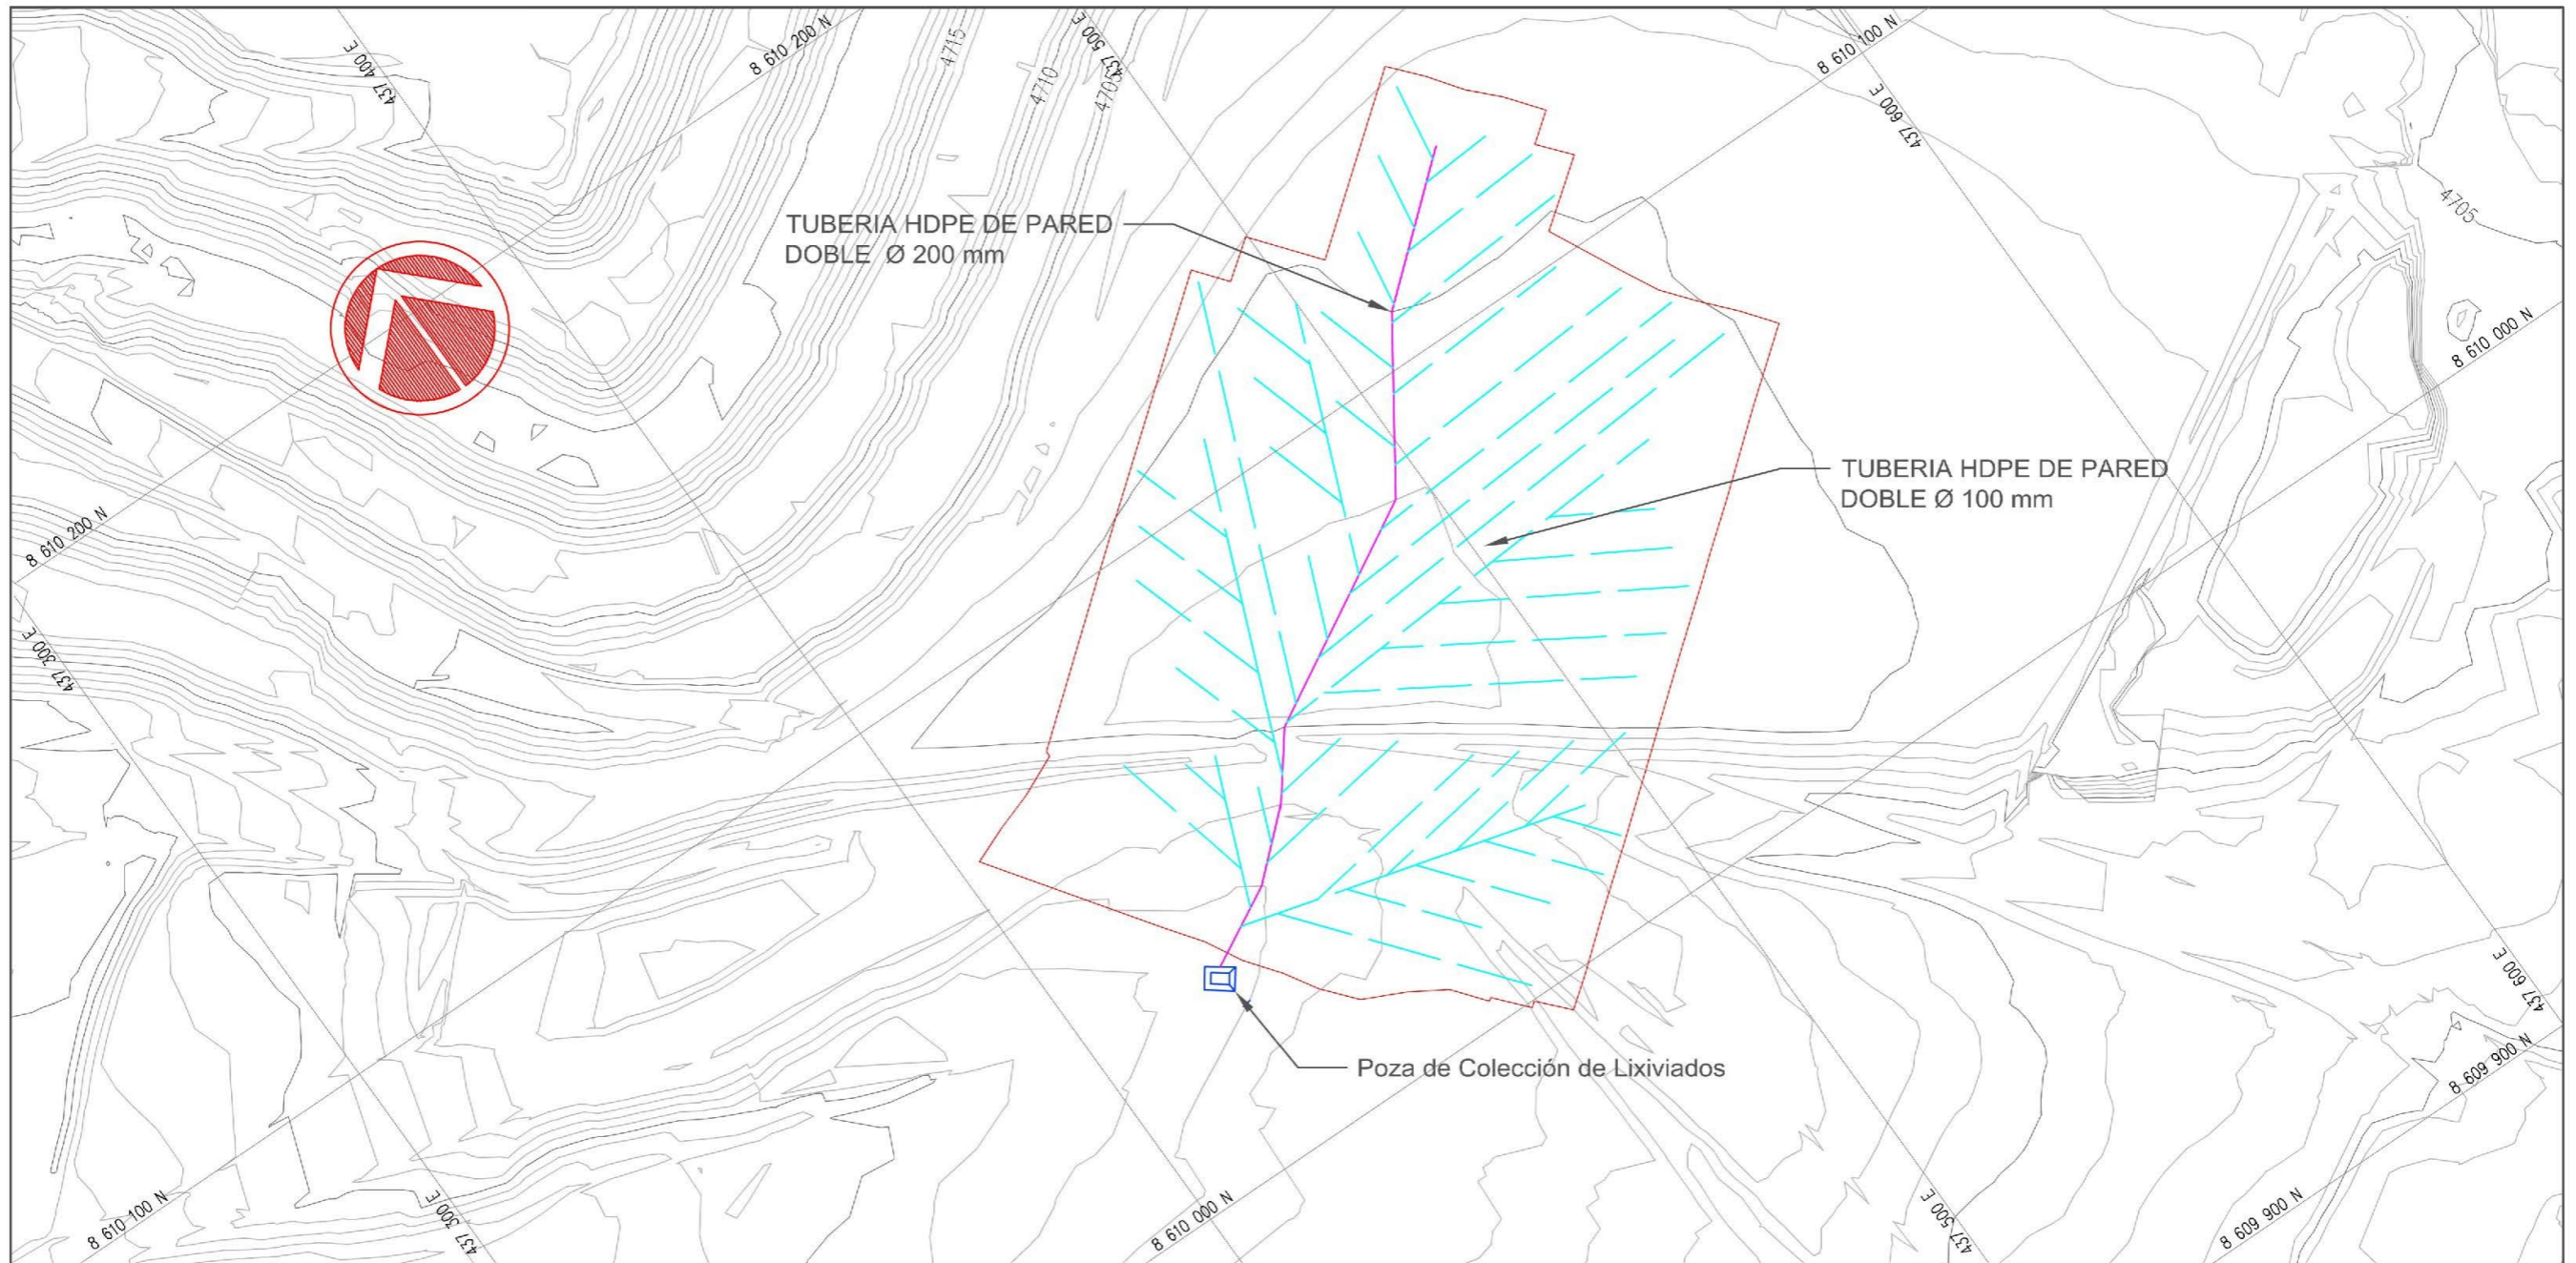 437 400 E
8 610 200 N
4715
4710
4705
437 500 E
8 610 100 N
437 600 E
4705
TUBERIA HDPE DE PARED
DOBLE Ø 200 mm
8 610 000 N
TUBERIA HDPE DE PARED
DOBLE Ø 100 mm
8 610 200 N
437 300 E
437 600 E
8 609 900 N
Poza de Colección de Lixiviados
8 610 100 N
437 300 E
8 610 000 N
437 500 E
8 609 900 N